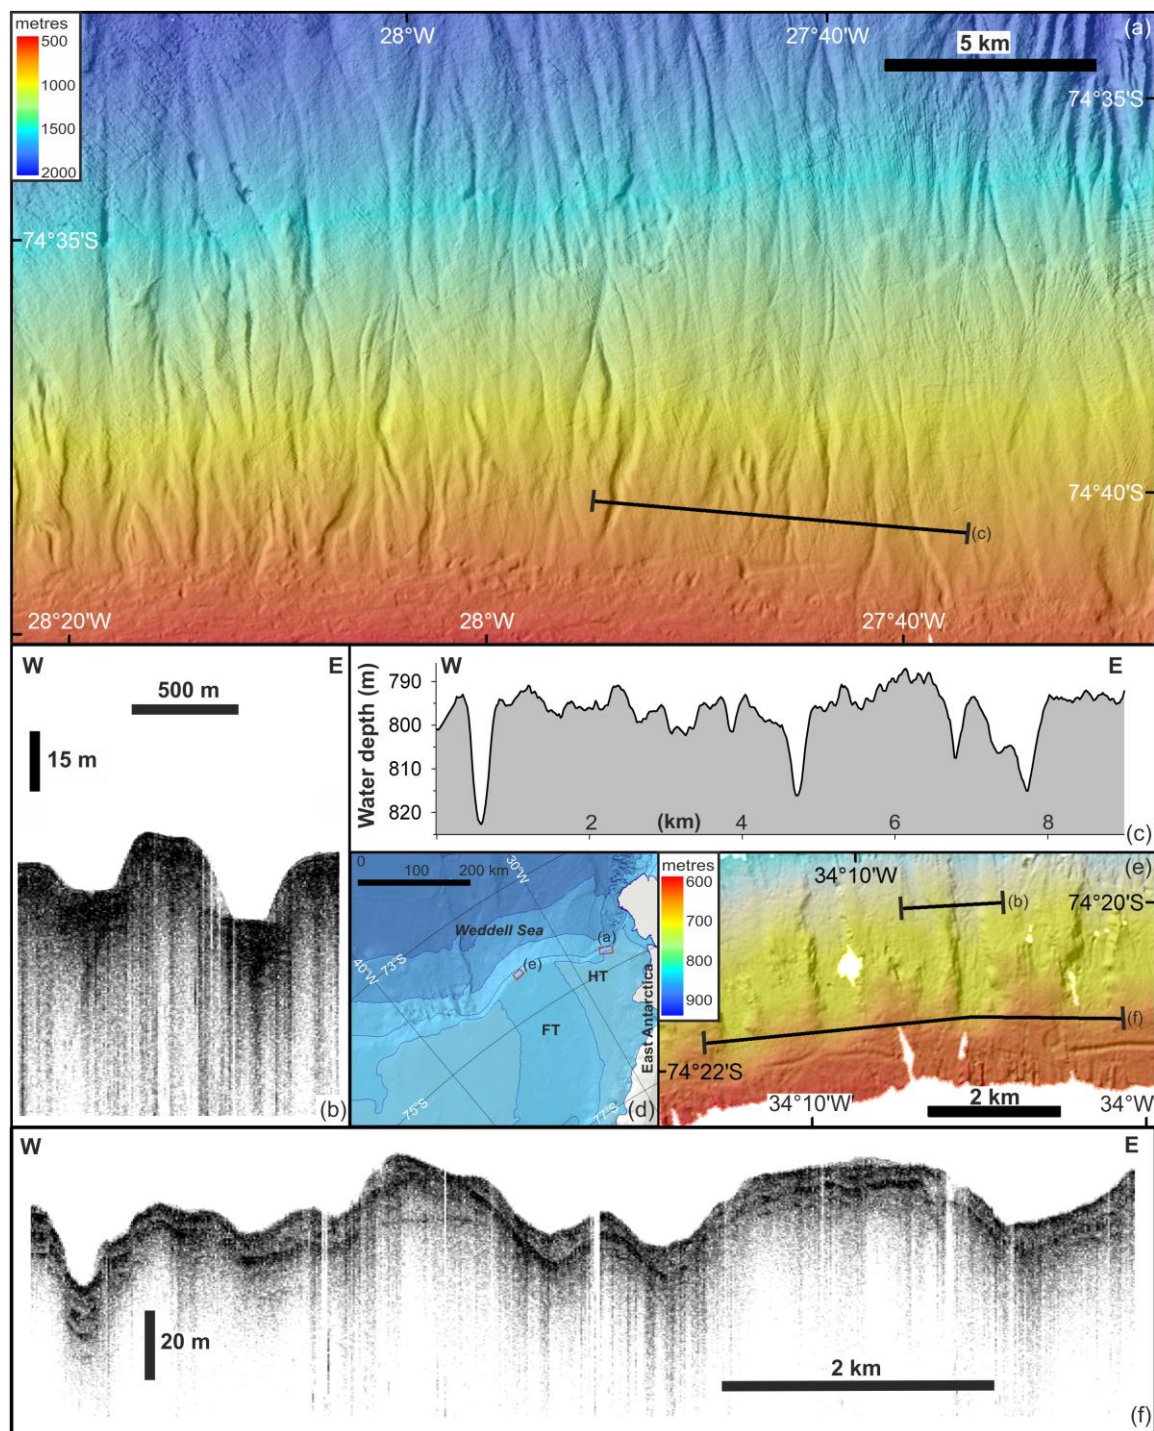 metres
500
1000
1500
2000
28°W
27°40'W
(a)
5 km
74°35'S
74°35'S
74°40'S
(c)
28°20'W
28°W
27°40'W
W
E
500 m
15 m
(b)
W
E
Water depth (m)
790
800
810
820
2
(km)
4
6
8
(c)
0
100
200 km
30°W
Weddell Sea
(a)
40°W
73°S
(e)
HT
FT
East Antarctica
75°S
77°S
(d)
metres
600
700
800
900
34°10'W
(e)
74°20'S
(b)
(f)
74°22'S
2 km
34°10'W
34°W
W
E
20 m
2 km
(f)